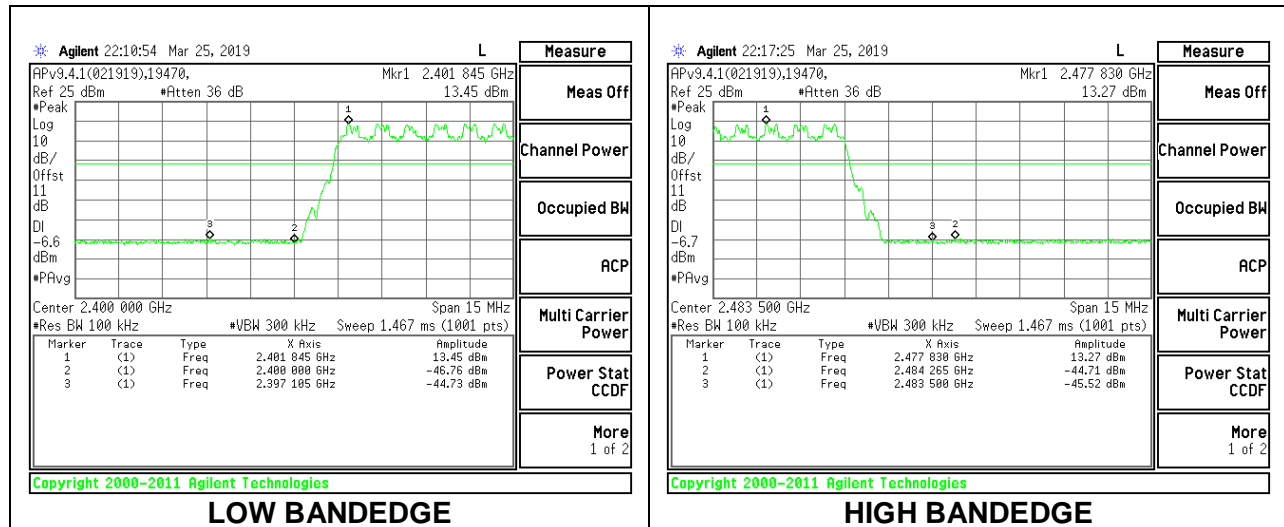 Agilent 22:10:54 Mar 25, 2019 L Measure
APv9.4.1(021919),19470, Mkr1 2.401 845 GHz
Ref 25 dBm #Atten 36 dB 13.45 dBm Meas Off
#Peak
1
Log
10
dB/ Channel Power
Offst
11
dB Occupied BW
DI
3 2
-6.6
dBm ACP
#PAvg
Center 2.400 000 GHz Span 15 MHz
#Res BW 100 kHz #VBW 300 kHz Sweep 1.467 ms (1001 pts) Multi Carrier Power
Marker Trace Type X Axis Amplitude
1 (1) Freq 2.401 845 GHz 13.45 dBm
2 (1) Freq 2.400 000 GHz -46.76 dBm
3 (1) Freq 2.397 105 GHz -44.73 dBm
Power Stat CCDF
More
1 of 2
Copyright 2000-2011 Agilent Technologies
LOW BANDEDGE
Agilent 22:17:25 Mar 25, 2019 L Measure
APv9.4.1(021919),19470, Mkr1 2.477 830 GHz
Ref 25 dBm #Atten 36 dB 13.27 dBm Meas Off
#Peak
1
Log
10
dB/ Channel Power
Offst
11
dB Occupied BW
DI
3 2
-6.7
dBm ACP
#PAvg
Center 2.483 500 GHz Span 15 MHz
#Res BW 100 kHz #VBW 300 kHz Sweep 1.467 ms (1001 pts) Multi Carrier Power
Marker Trace Type X Axis Amplitude
1 (1) Freq 2.477 830 GHz 13.27 dBm
2 (1) Freq 2.484 265 GHz -44.71 dBm
3 (1) Freq 2.483 500 GHz -45.52 dBm
Power Stat CCDF
More
1 of 2
Copyright 2000-2011 Agilent Technologies
HIGH BANDEDGE